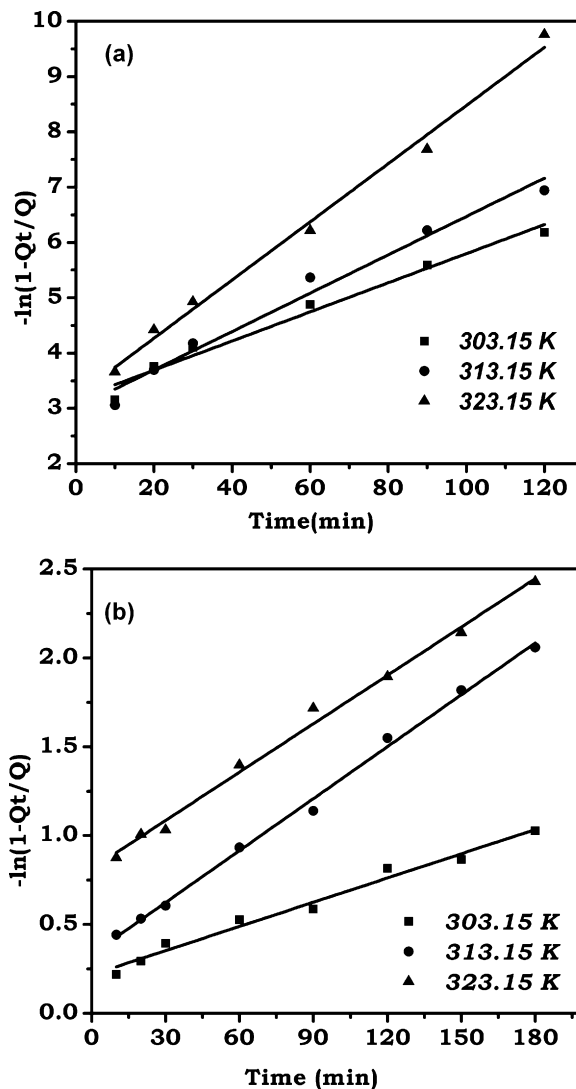 (a)
10
9
8
7
6
5
4
3
2
-ln(1-Qt/Q)
303.15 K
313.15 K
323.15 K
0 20 40 60 80 100 120
Time(min)
(b)
2.5
2.0
1.5
1.0
0.5
0.0
-ln(1-Qt/Q)
303.15 K
313.15 K
323.15 K
0 30 60 90 120 150 180
Time (min)